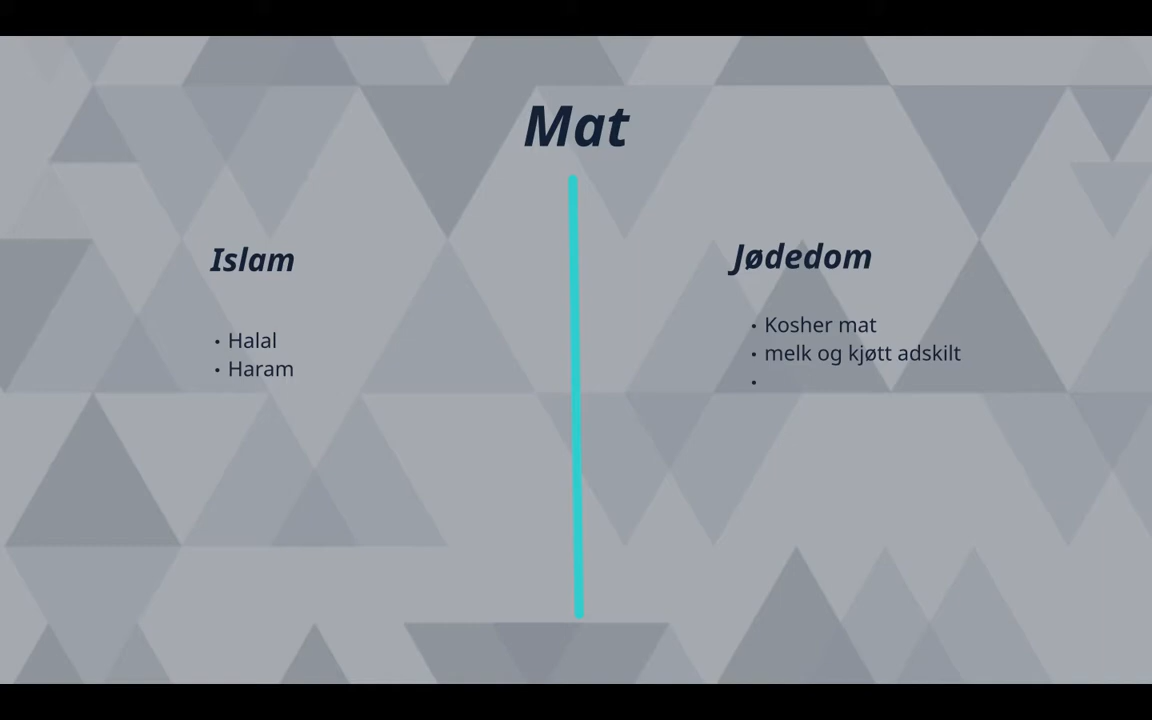 Mat
Islam
• Halal
• Haram
Jødedom
• Kosher mat
• melk og kjøtt adskilt
•